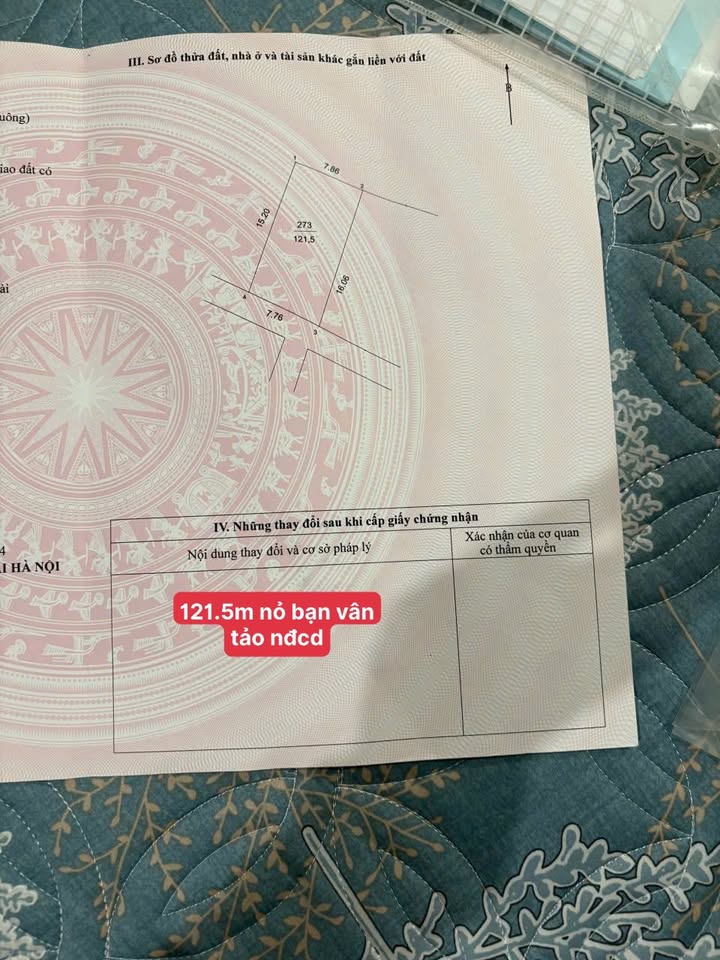 III. Sơ đồ thửa đất, nhà ở và tài sản khác gắn liền với đất
B
uông)
iao đất có
1
7.86
2
15.20
273
121,5
16.06
ài
4
7.76
3
IV. Những thay đổi sau khi cấp giấy chứng nhận
Nội dung thay đổi và cơ sở pháp lý
Xác nhận của cơ quan
có thẩm quyền
4
I HÀ NỘI
121.5m nỏ bạn vân
tảo nđcd